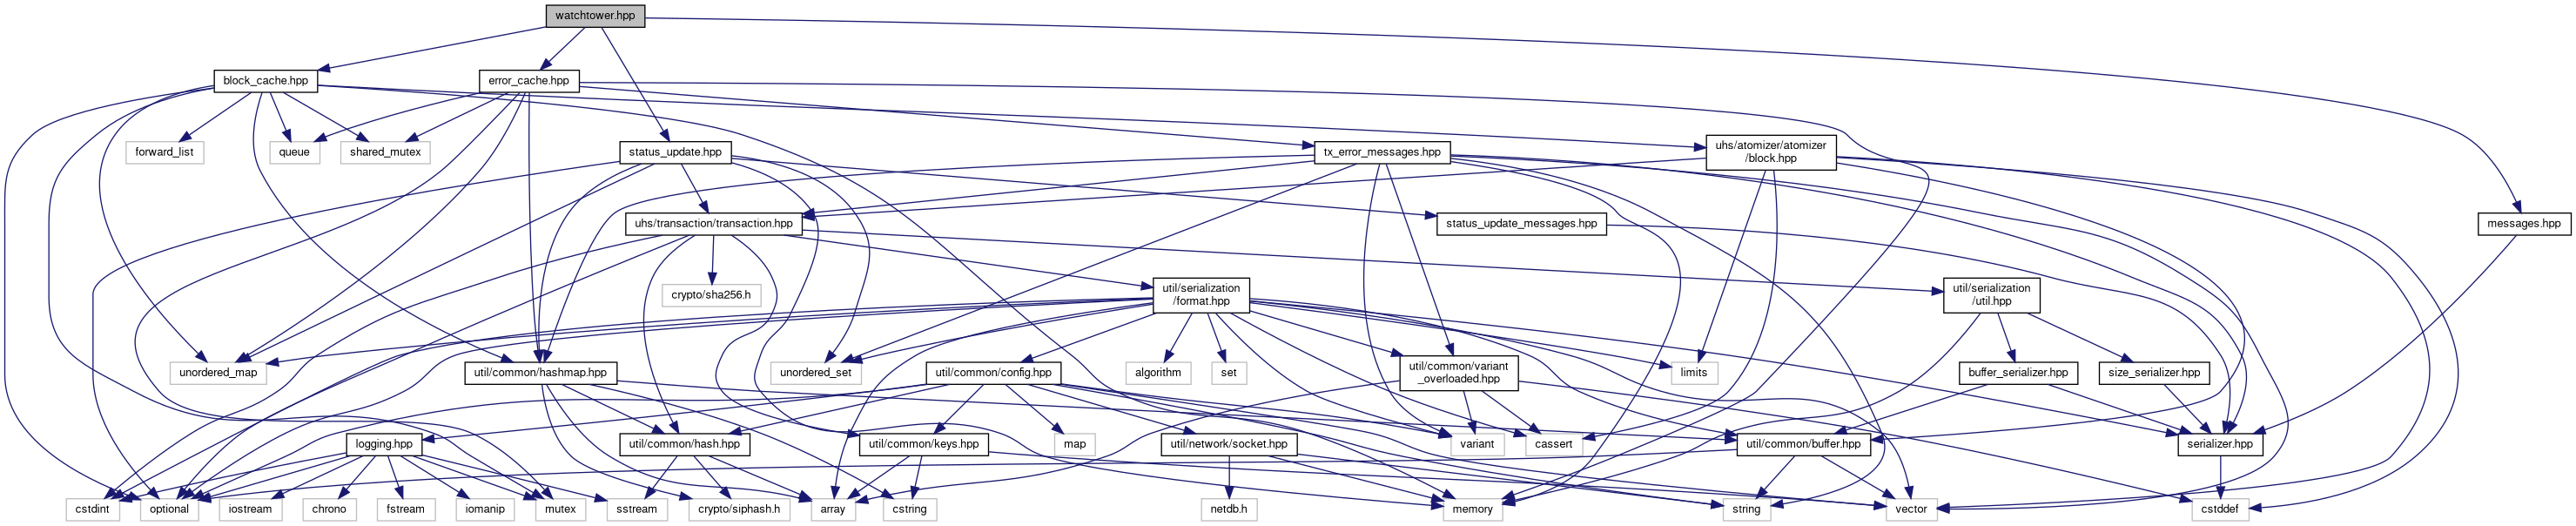 watchtower.hpp
block_cache.hpp
error_cache.hpp
forward_list
queue
shared_mutex
status_update.hpp
tx_error_messages.hpp
uhs/atomizer/atomizer
/block.hpp
uhs/transaction/transaction.hpp
status_update_messages.hpp
messages.hpp
crypto/sha256.h
util/serialization
/format.hpp
util/serialization
/util.hpp
unordered_map
util/common/hashmap.hpp
unordered_set
util/common/config.hpp
algorithm
set
util/common/variant
_overloaded.hpp
limits
buffer_serializer.hpp
size_serializer.hpp
logging.hpp
util/common/hash.hpp
util/common/keys.hpp
map
util/network/socket.hpp
variant
cassert
util/common/buffer.hpp
serializer.hpp
cstdint
optional
iostream
chrono
fstream
iomanip
mutex
sstream
crypto/siphash.h
array
cstring
netdb.h
memory
string
vector
cstddef